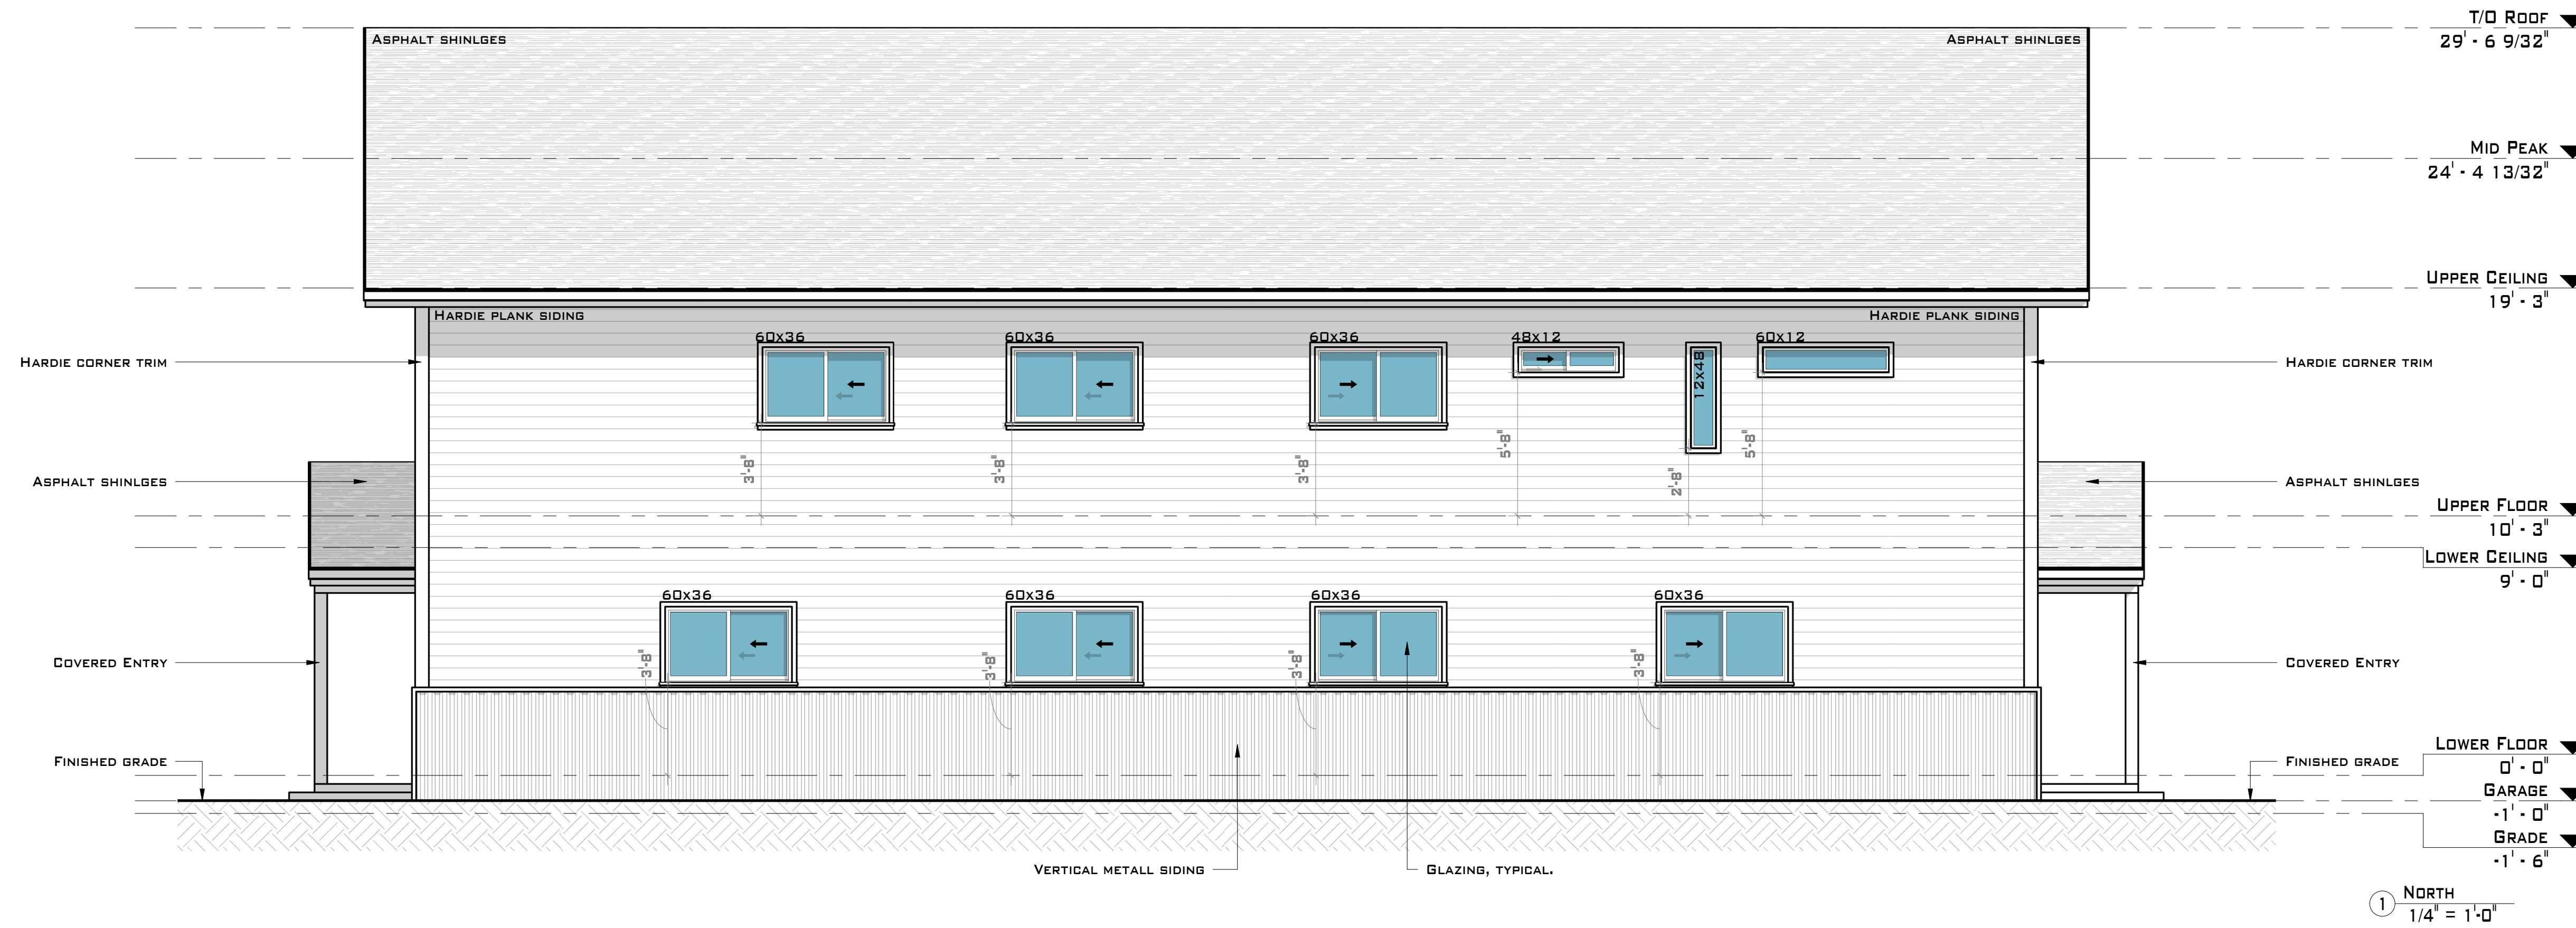 T/O Roof
29' - 6 9/32"
Asphalt shinlges
Asphalt shinlges
Mid Peak
24' - 4 13/32"
Upper Ceiling
19' - 3"
Hardie plank siding
Hardie plank siding
60x36
60x36
60x36
48x12
12x48
60x12
Hardie corner trim
Hardie corner trim
3'-8"
3'-8"
3'-8"
5'-8"
2'-8"
5'-8"
Asphalt shinlges
Asphalt shinlges
Upper Floor
10' - 3"
Lower Ceiling
9' - 0"
60x36
60x36
60x36
60x36
3'-8"
3'-8"
3'-8"
3'-8"
Covered Entry
Covered Entry
Finished grade
Finished grade
Lower Floor
0' - 0"
Garage
-1' - 0"
Grade
-1' - 6"
Vertical metall siding
Glazing, typical.
1 North
1/4" = 1'-0"